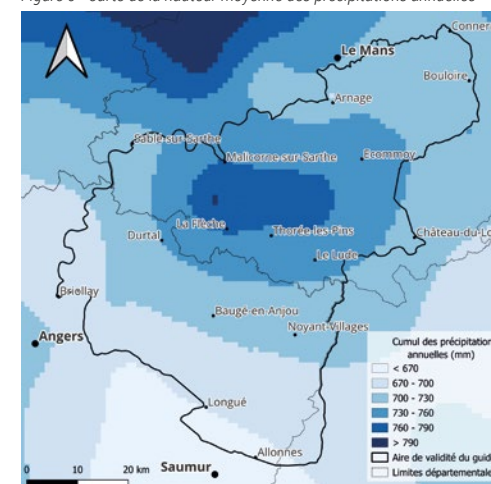 Figure 3 - Carte de la hauteur moyenne des précipitations annuelles
Conner
Le Mans
Bouloire
Arnage
Sablé-sur-Sarthe
Malicorne-sur-Sarthe
Ecommoy
La Flèche
Thorée-les-Pins
Château-du-Lo
Durtal
Le Lude
Briollay
Baugé-en-Anjou
Noyant-Villages
Angers
Longué
Allonnes
Saumur
0 10 20 km
Cumul des précipitation
annuelles (mm)
< 670
670 - 700
700 - 730
730 - 760
760 - 790
> 790
Aire de validité du guid
Limites départementale